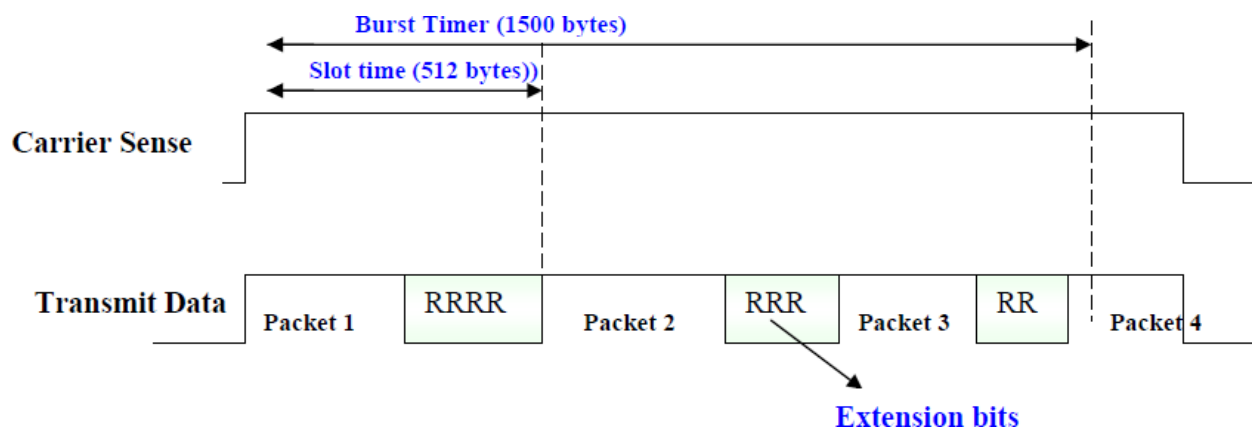 Burst Timer (1500 bytes)
Slot time (512 bytes))
Carrier Sense
Transmit Data
Packet 1
RRRR
Packet 2
RRR
Packet 3
RR
Packet 4
Extension bits